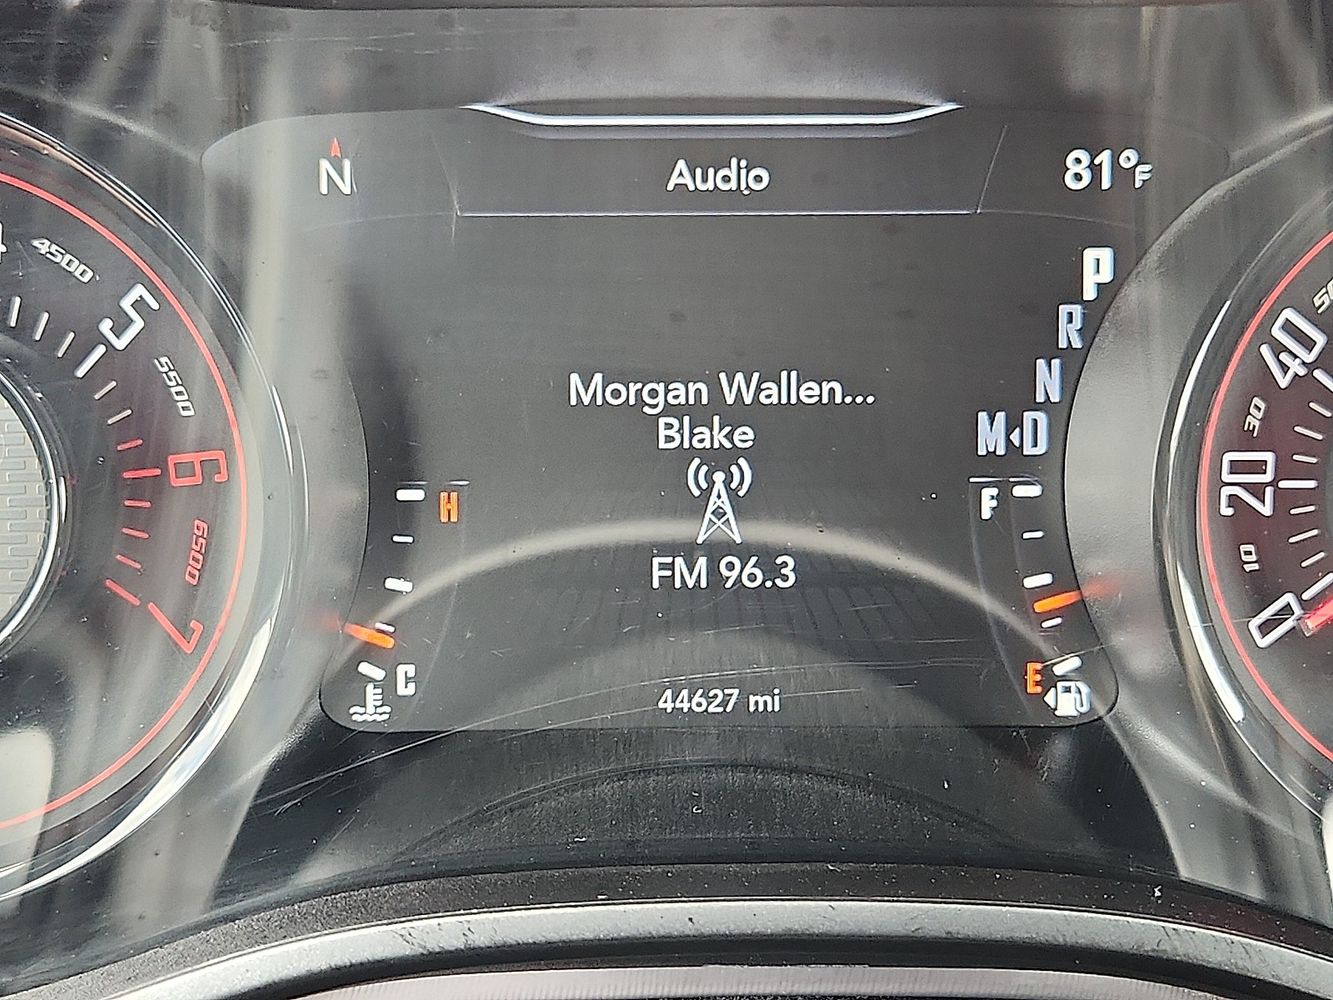 N
Audio
81°F
P
R
N
M◂D
Morgan Wallen...
Blake
FM 96.3
H
C
F
E
44627 mi
4500
5
5500
6
6500
7
40
30
20
10
0